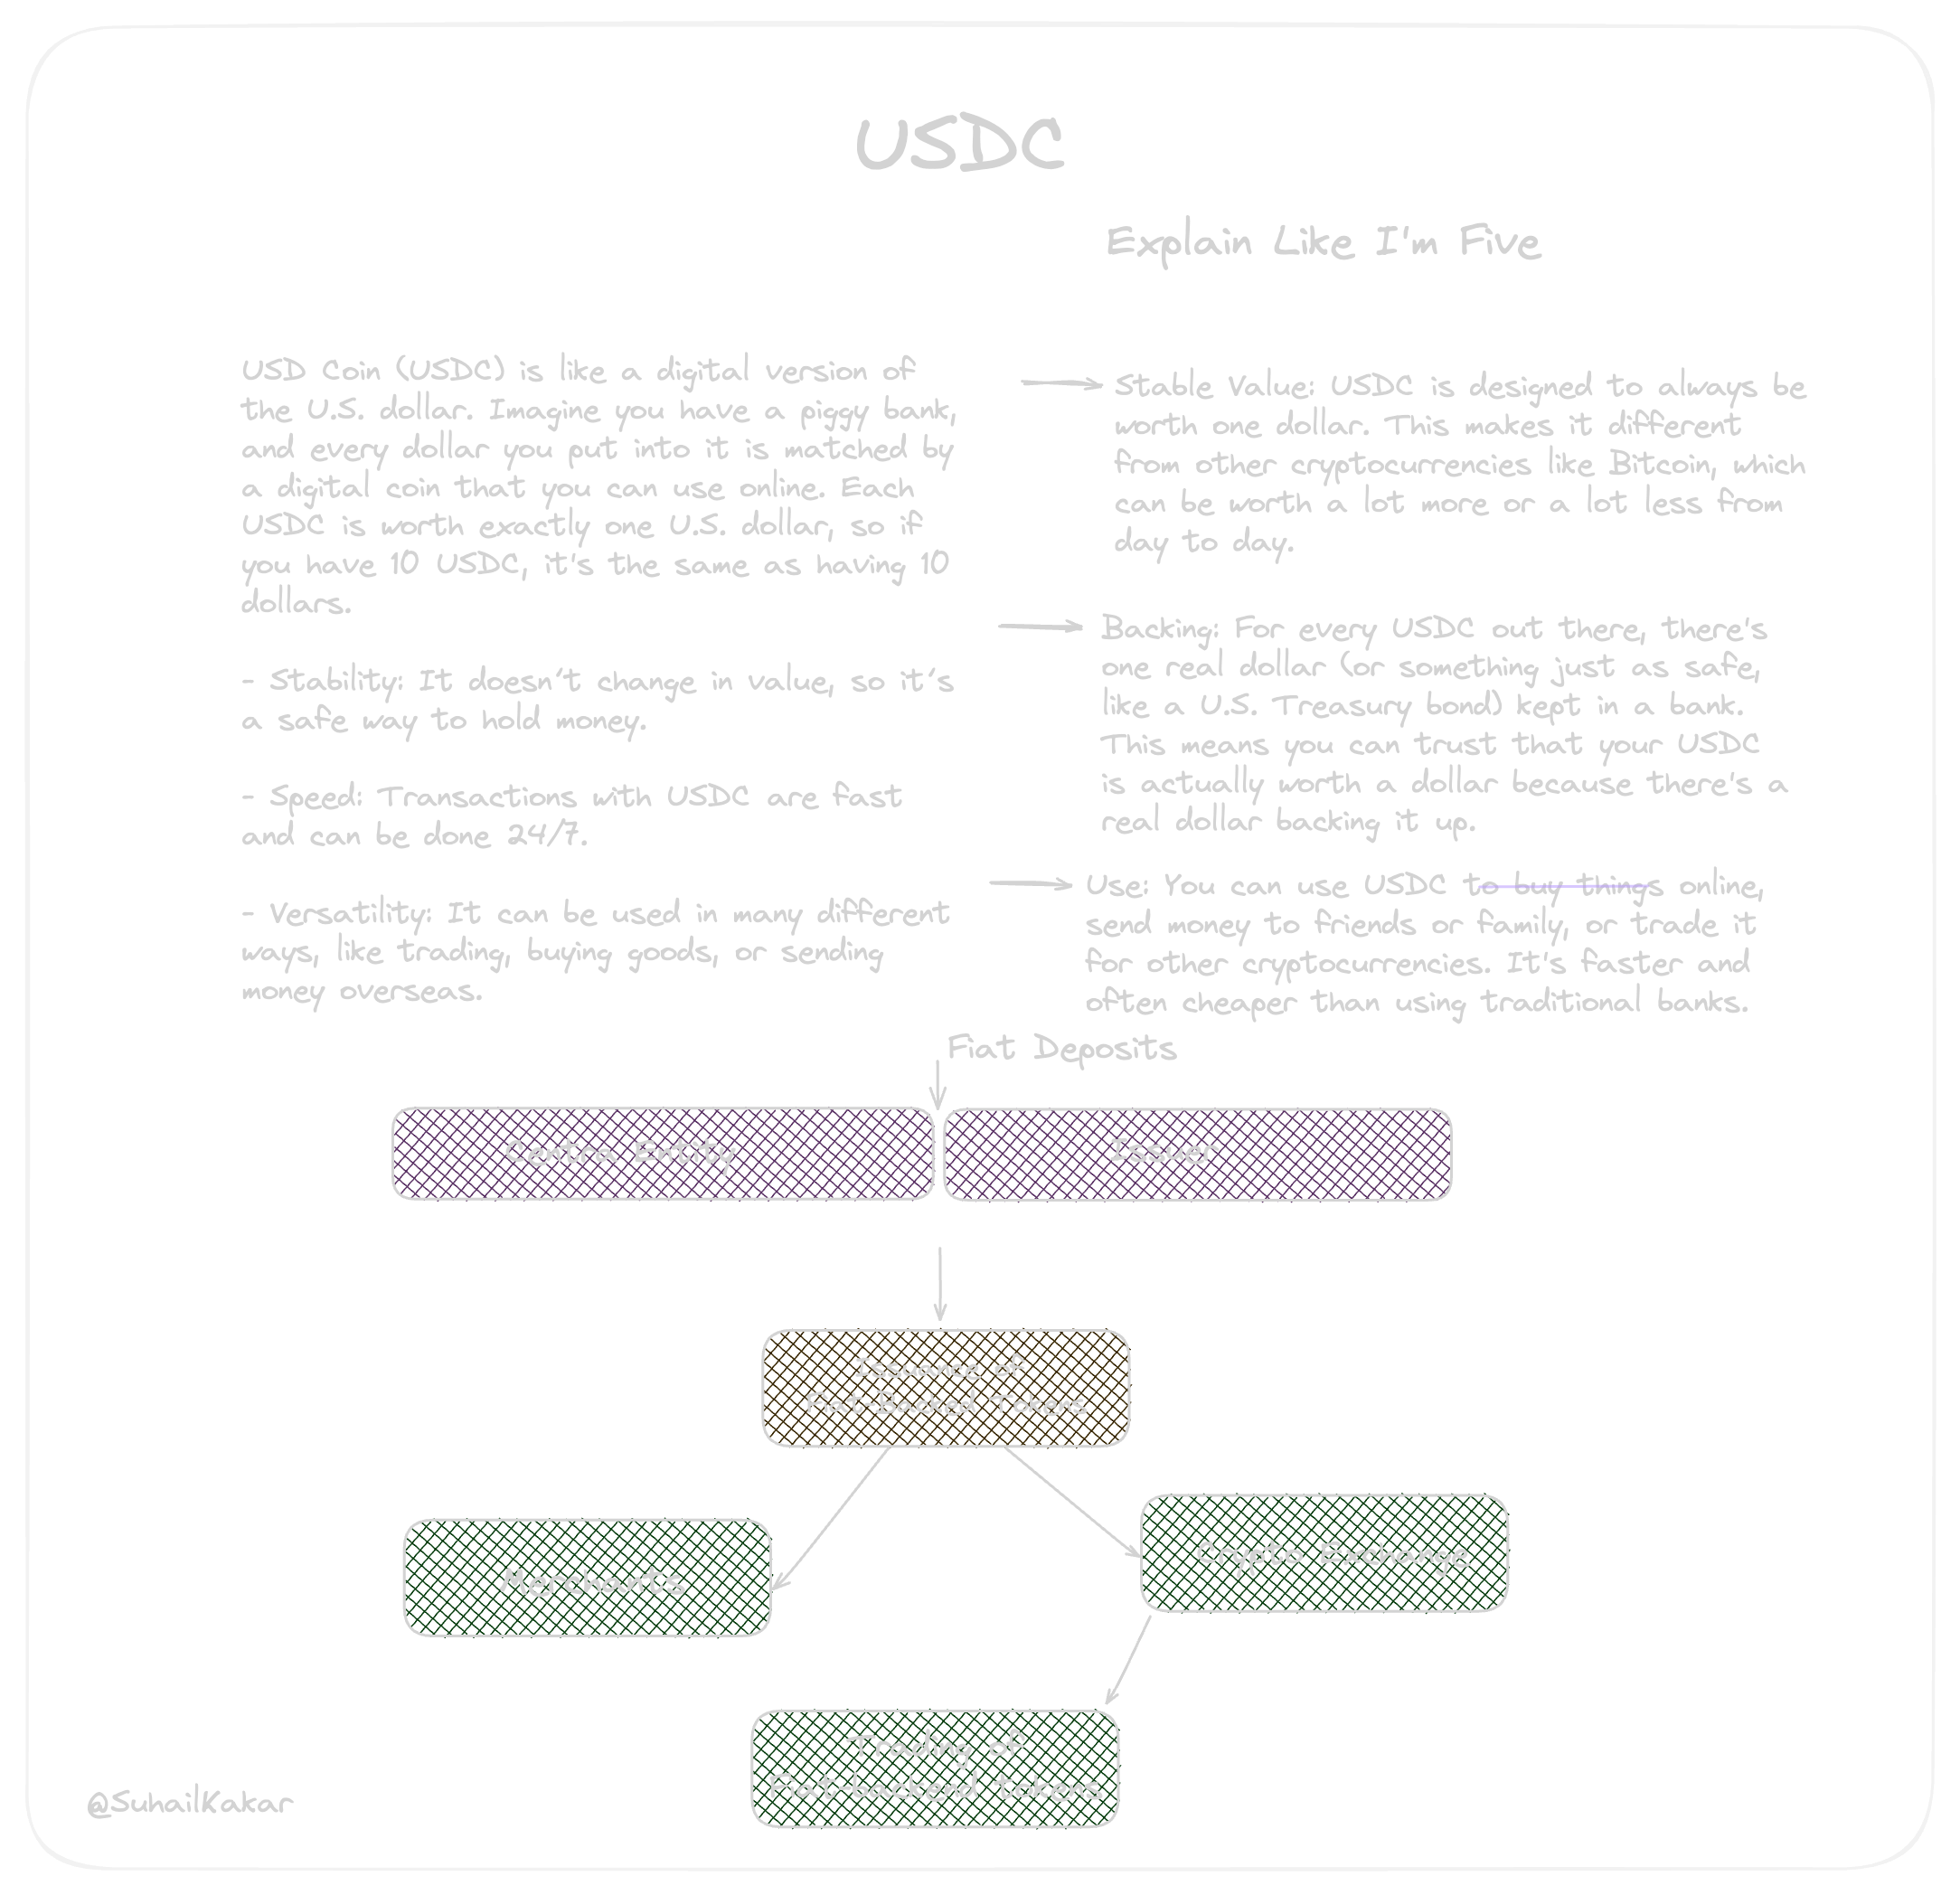 USDC
Explain Like I'm Five
USD Coin (USDC) is like a digital version of
the U.S. dollar. Imagine you have a piggy bank,
and every dollar you put into it is matched by
a digital coin that you can use online. Each
USDC is worth exactly one U.S. dollar, so if
you have 10 USDC, it's the same as having 10
dollars.
- Stability: It doesn't change in value, so it's
a safe way to hold money.
- Speed: Transactions with USDC are fast
and can be done 24/7.
- Versatility: It can be used in many different
ways, like trading, buying goods, or sending
money overseas.
Stable Value: USDC is designed to always be
worth one dollar. This makes it different
from other cryptocurrencies like Bitcoin, which
can be worth a lot more or a lot less from
day to day.
Backing: For every USDC out there, there's
one real dollar (or something just as safe,
like a U.S. Treasury bond) kept in a bank.
This means you can trust that your USDC
is actually worth a dollar because there's a
real dollar backing it up.
Use: You can use USDC to buy things online,
send money to friends or family, or trade it
for other cryptocurrencies. It's faster and
often cheaper than using traditional banks.
Fiat Deposits
Centra Entity
Issuer
Issuance of
Fiat-Backed Tokens
Merchants
Crypto Exchange
Trading of
Fiat-backend tokens
@SuhailKakar